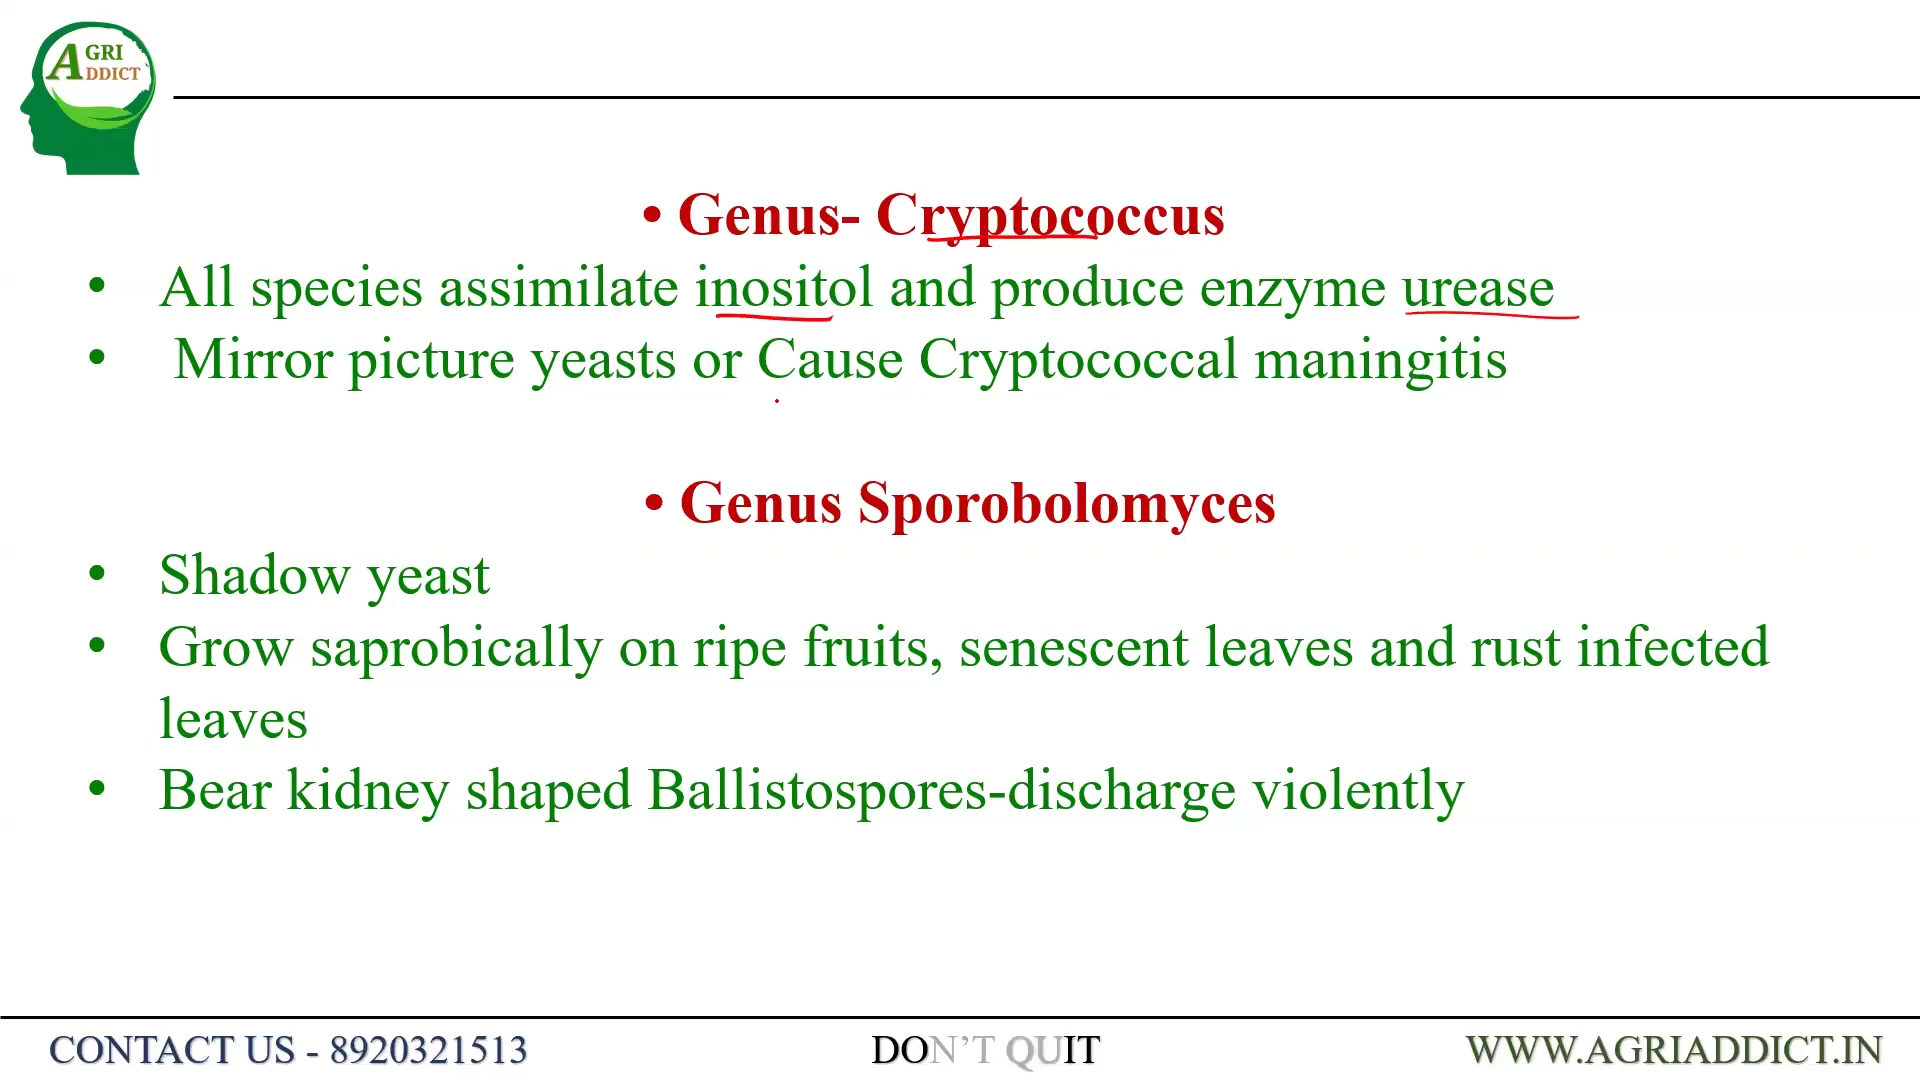 AGRI
ADDICT
• Genus- Cryptococcus
• All species assimilate inositol and produce enzyme urease
• Mirror picture yeasts or Cause Cryptococcal maningitis
• Genus Sporobolomyces
• Shadow yeast
• Grow saprobically on ripe fruits, senescent leaves and rust infected
leaves
• Bear kidney shaped Ballistospores-discharge violently
CONTACT US - 8920321513
DON’T QUIT
WWW.AGRIADDICT.IN